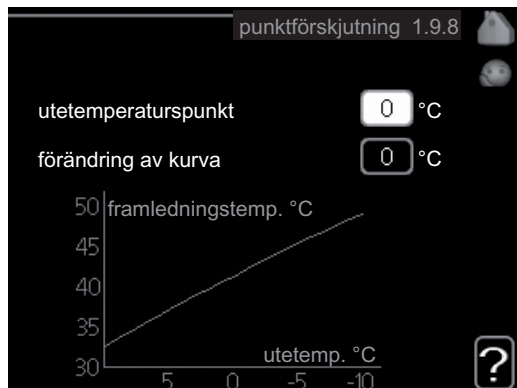 punktförskjutning 1.9.8
utetemperaturspunkt 0 °C
förändring av kurva 0 °C
50 framledningstemp. °C
45
40
35
30
utetemp. °C
5 0 -5 -10
?